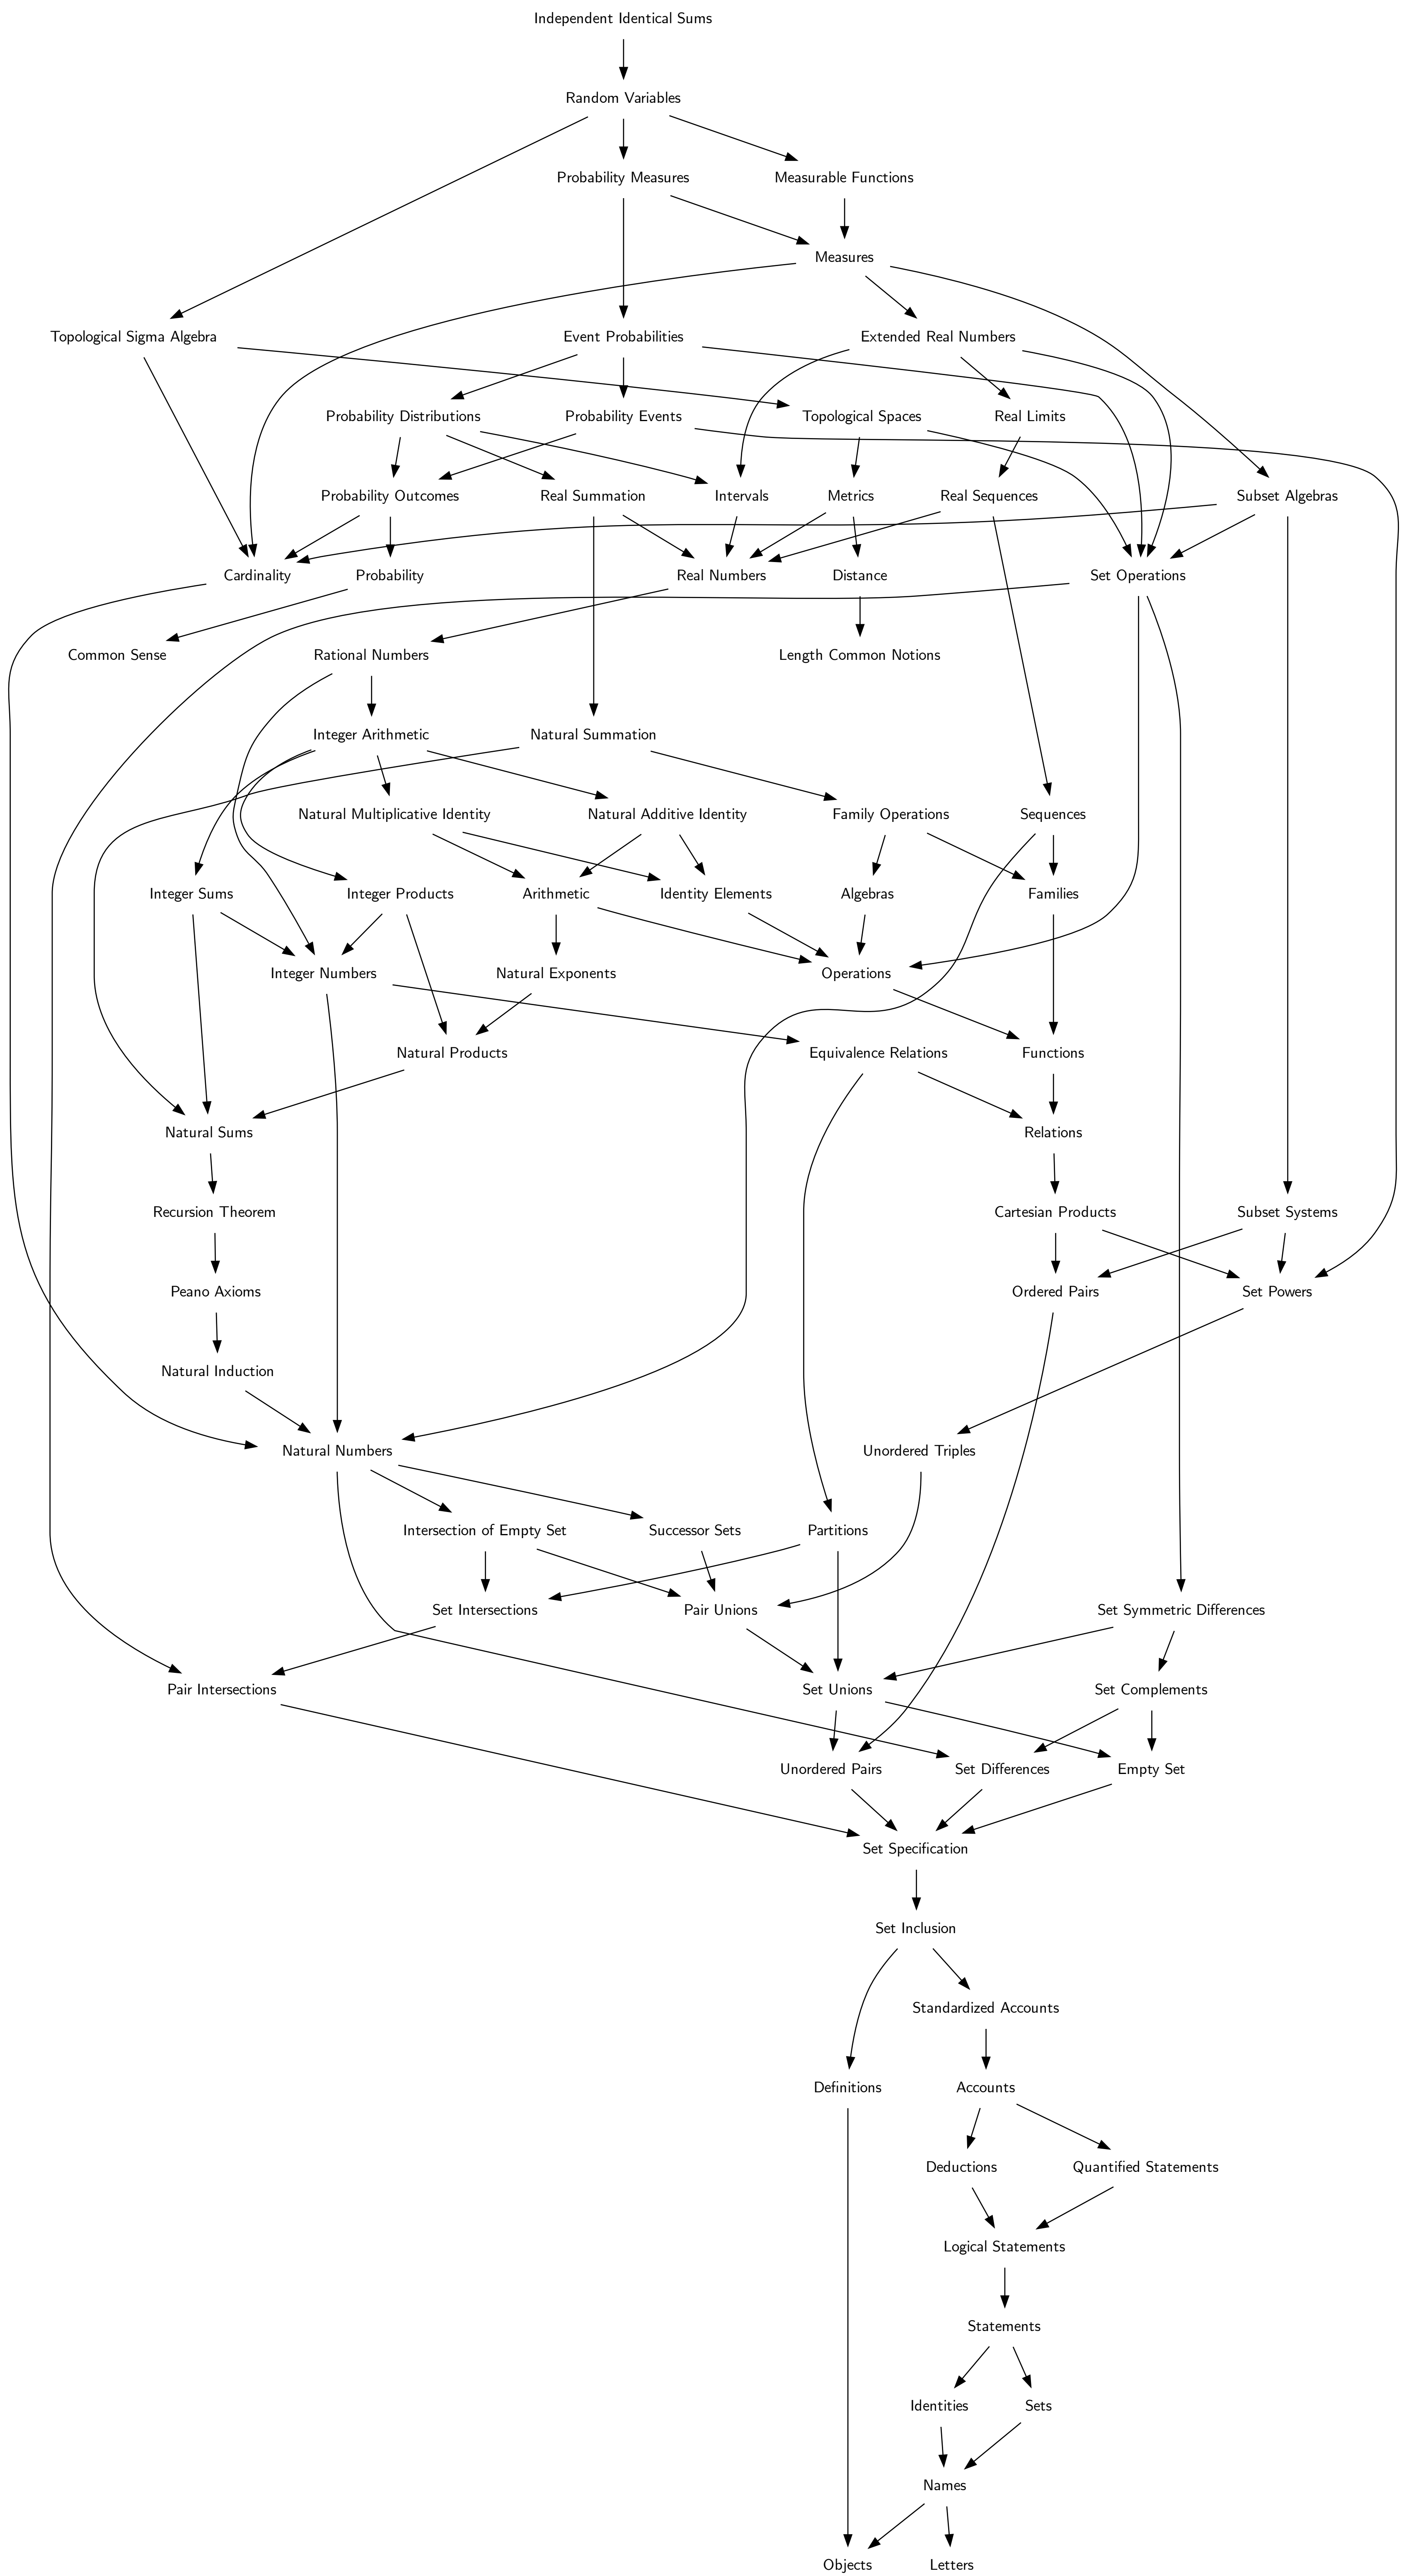 Independent Identical Sums
Random Variables
Probability Measures
Measurable Functions
Measures
Topological Sigma Algebra
Event Probabilities
Extended Real Numbers
Probability Distributions
Probability Events
Topological Spaces
Real Limits
Probability Outcomes
Real Summation
Intervals
Metrics
Real Sequences
Subset Algebras
Cardinality
Probability
Real Numbers
Distance
Set Operations
Common Sense
Rational Numbers
Length Common Notions
Integer Arithmetic
Natural Summation
Natural Multiplicative Identity
Natural Additive Identity
Family Operations
Sequences
Integer Sums
Integer Products
Arithmetic
Identity Elements
Algebras
Families
Integer Numbers
Natural Exponents
Operations
Natural Products
Equivalence Relations
Functions
Natural Sums
Relations
Recursion Theorem
Cartesian Products
Subset Systems
Peano Axioms
Ordered Pairs
Set Powers
Natural Induction
Natural Numbers
Unordered Triples
Intersection of Empty Set
Successor Sets
Partitions
Set Intersections
Pair Unions
Set Symmetric Differences
Pair Intersections
Set Unions
Set Complements
Unordered Pairs
Set Differences
Empty Set
Set Specification
Set Inclusion
Standardized Accounts
Definitions
Accounts
Deductions
Quantified Statements
Logical Statements
Statements
Identities
Sets
Names
Objects
Letters